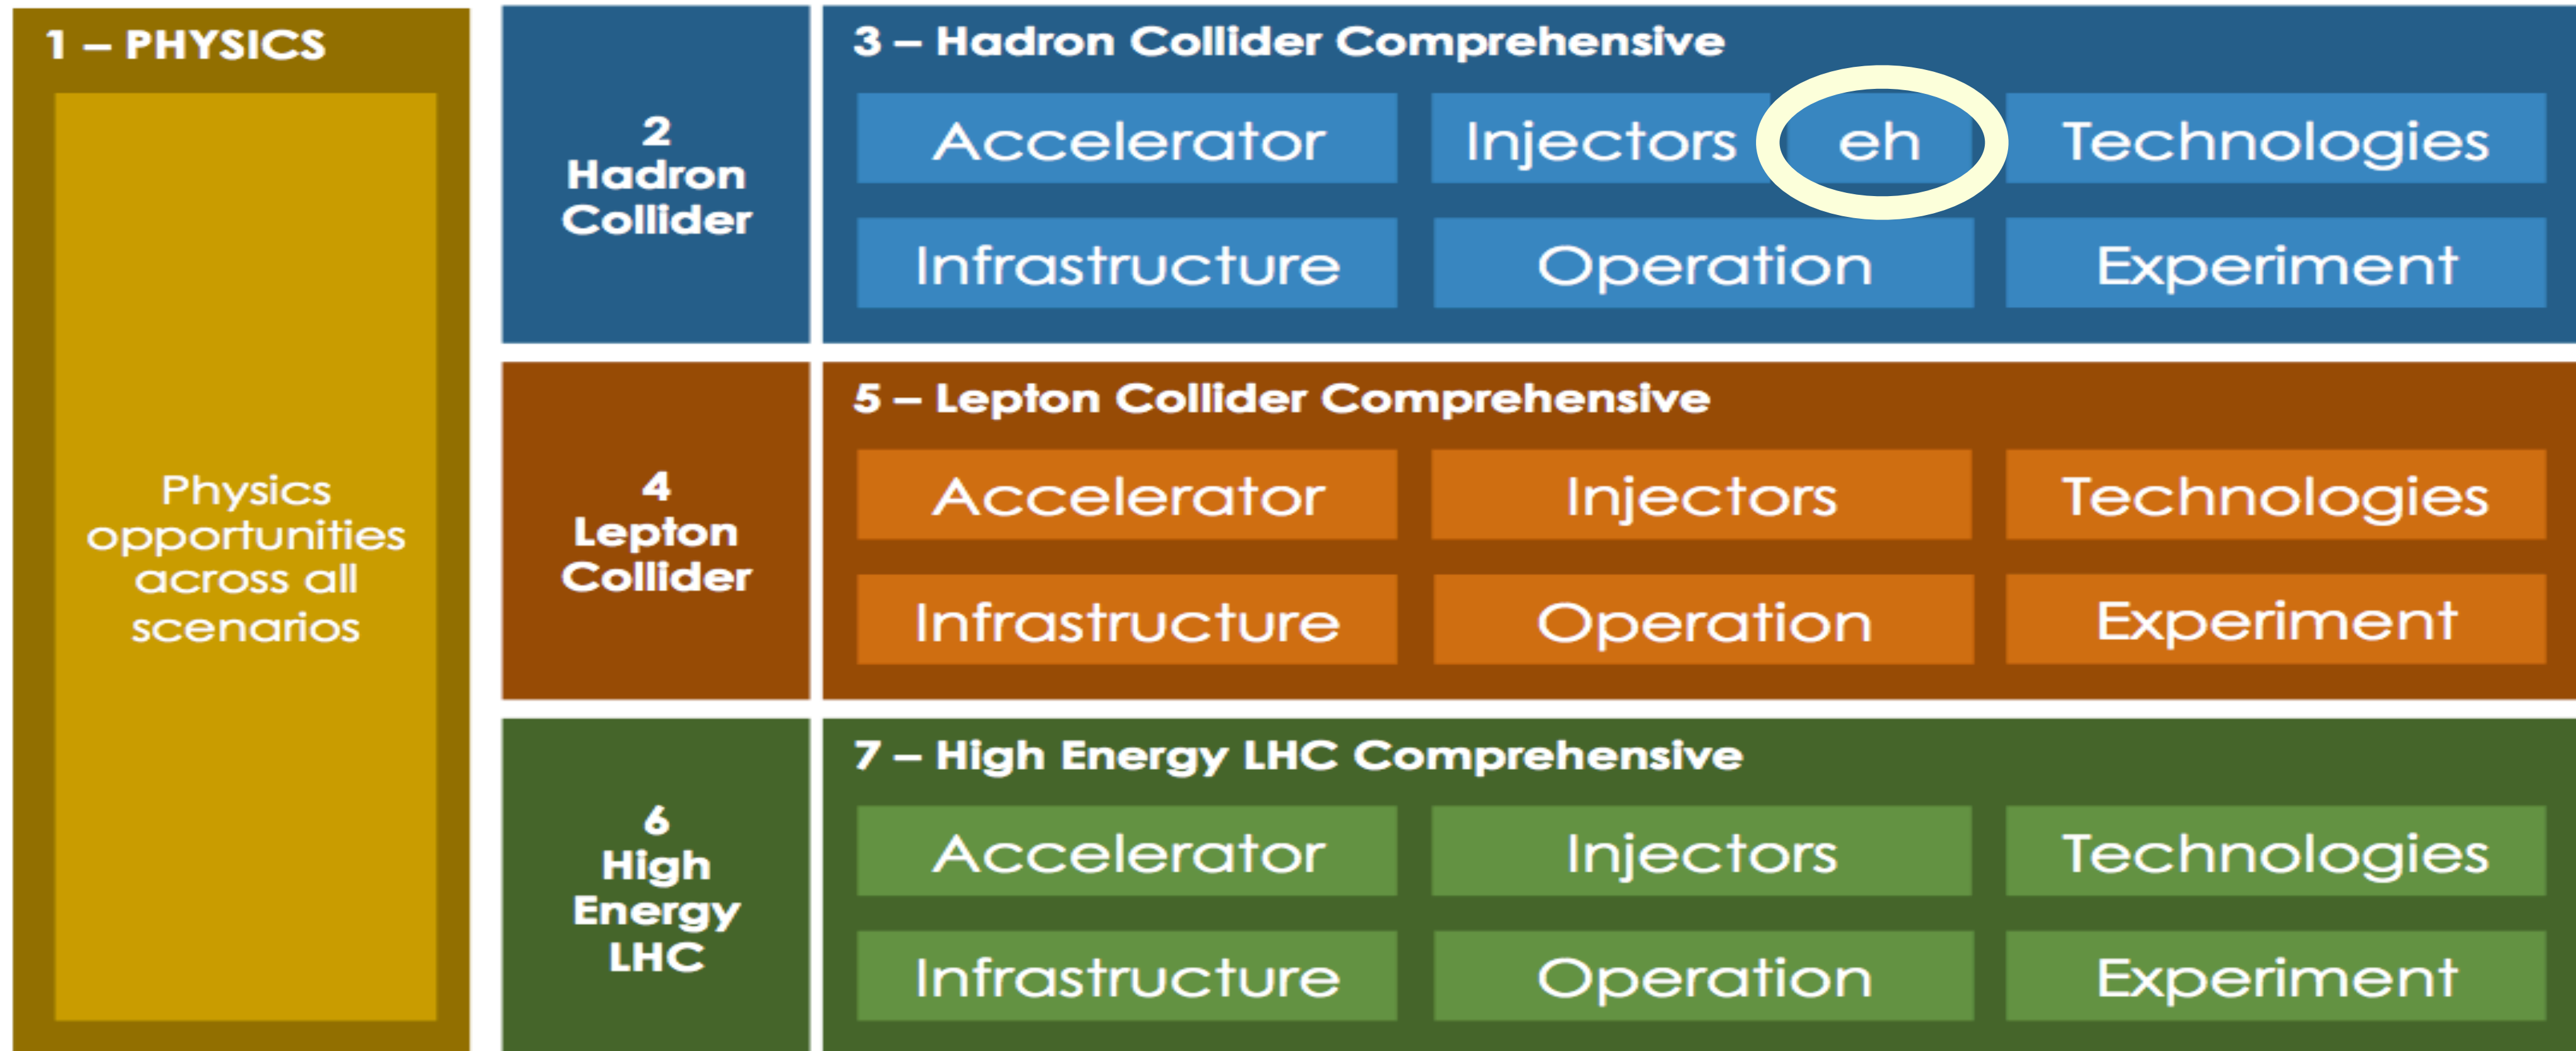 1 – PHYSICS
Physics
opportunities
across all
scenarios
2
Hadron
Collider
3 – Hadron Collider Comprehensive
Accelerator
Injectors
eh
Technologies
Infrastructure
Operation
Experiment
4
Lepton
Collider
5 – Lepton Collider Comprehensive
Accelerator
Injectors
Technologies
Infrastructure
Operation
Experiment
6
High
Energy
LHC
7 – High Energy LHC Comprehensive
Accelerator
Injectors
Technologies
Infrastructure
Operation
Experiment